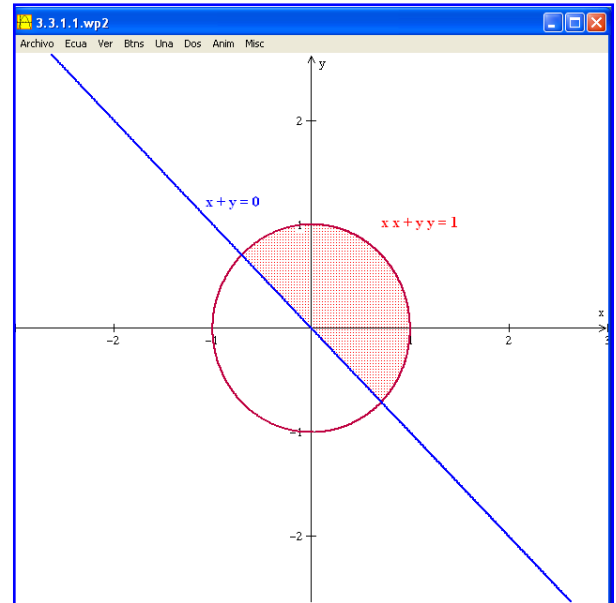 3.3.1.1.wp2
Archivo Ecua Ver Btns Una Dos Anim Misc
y
2
x + y = 0
1
x x + y y = 1
x
-2 -1 1 2 3
-1
-2